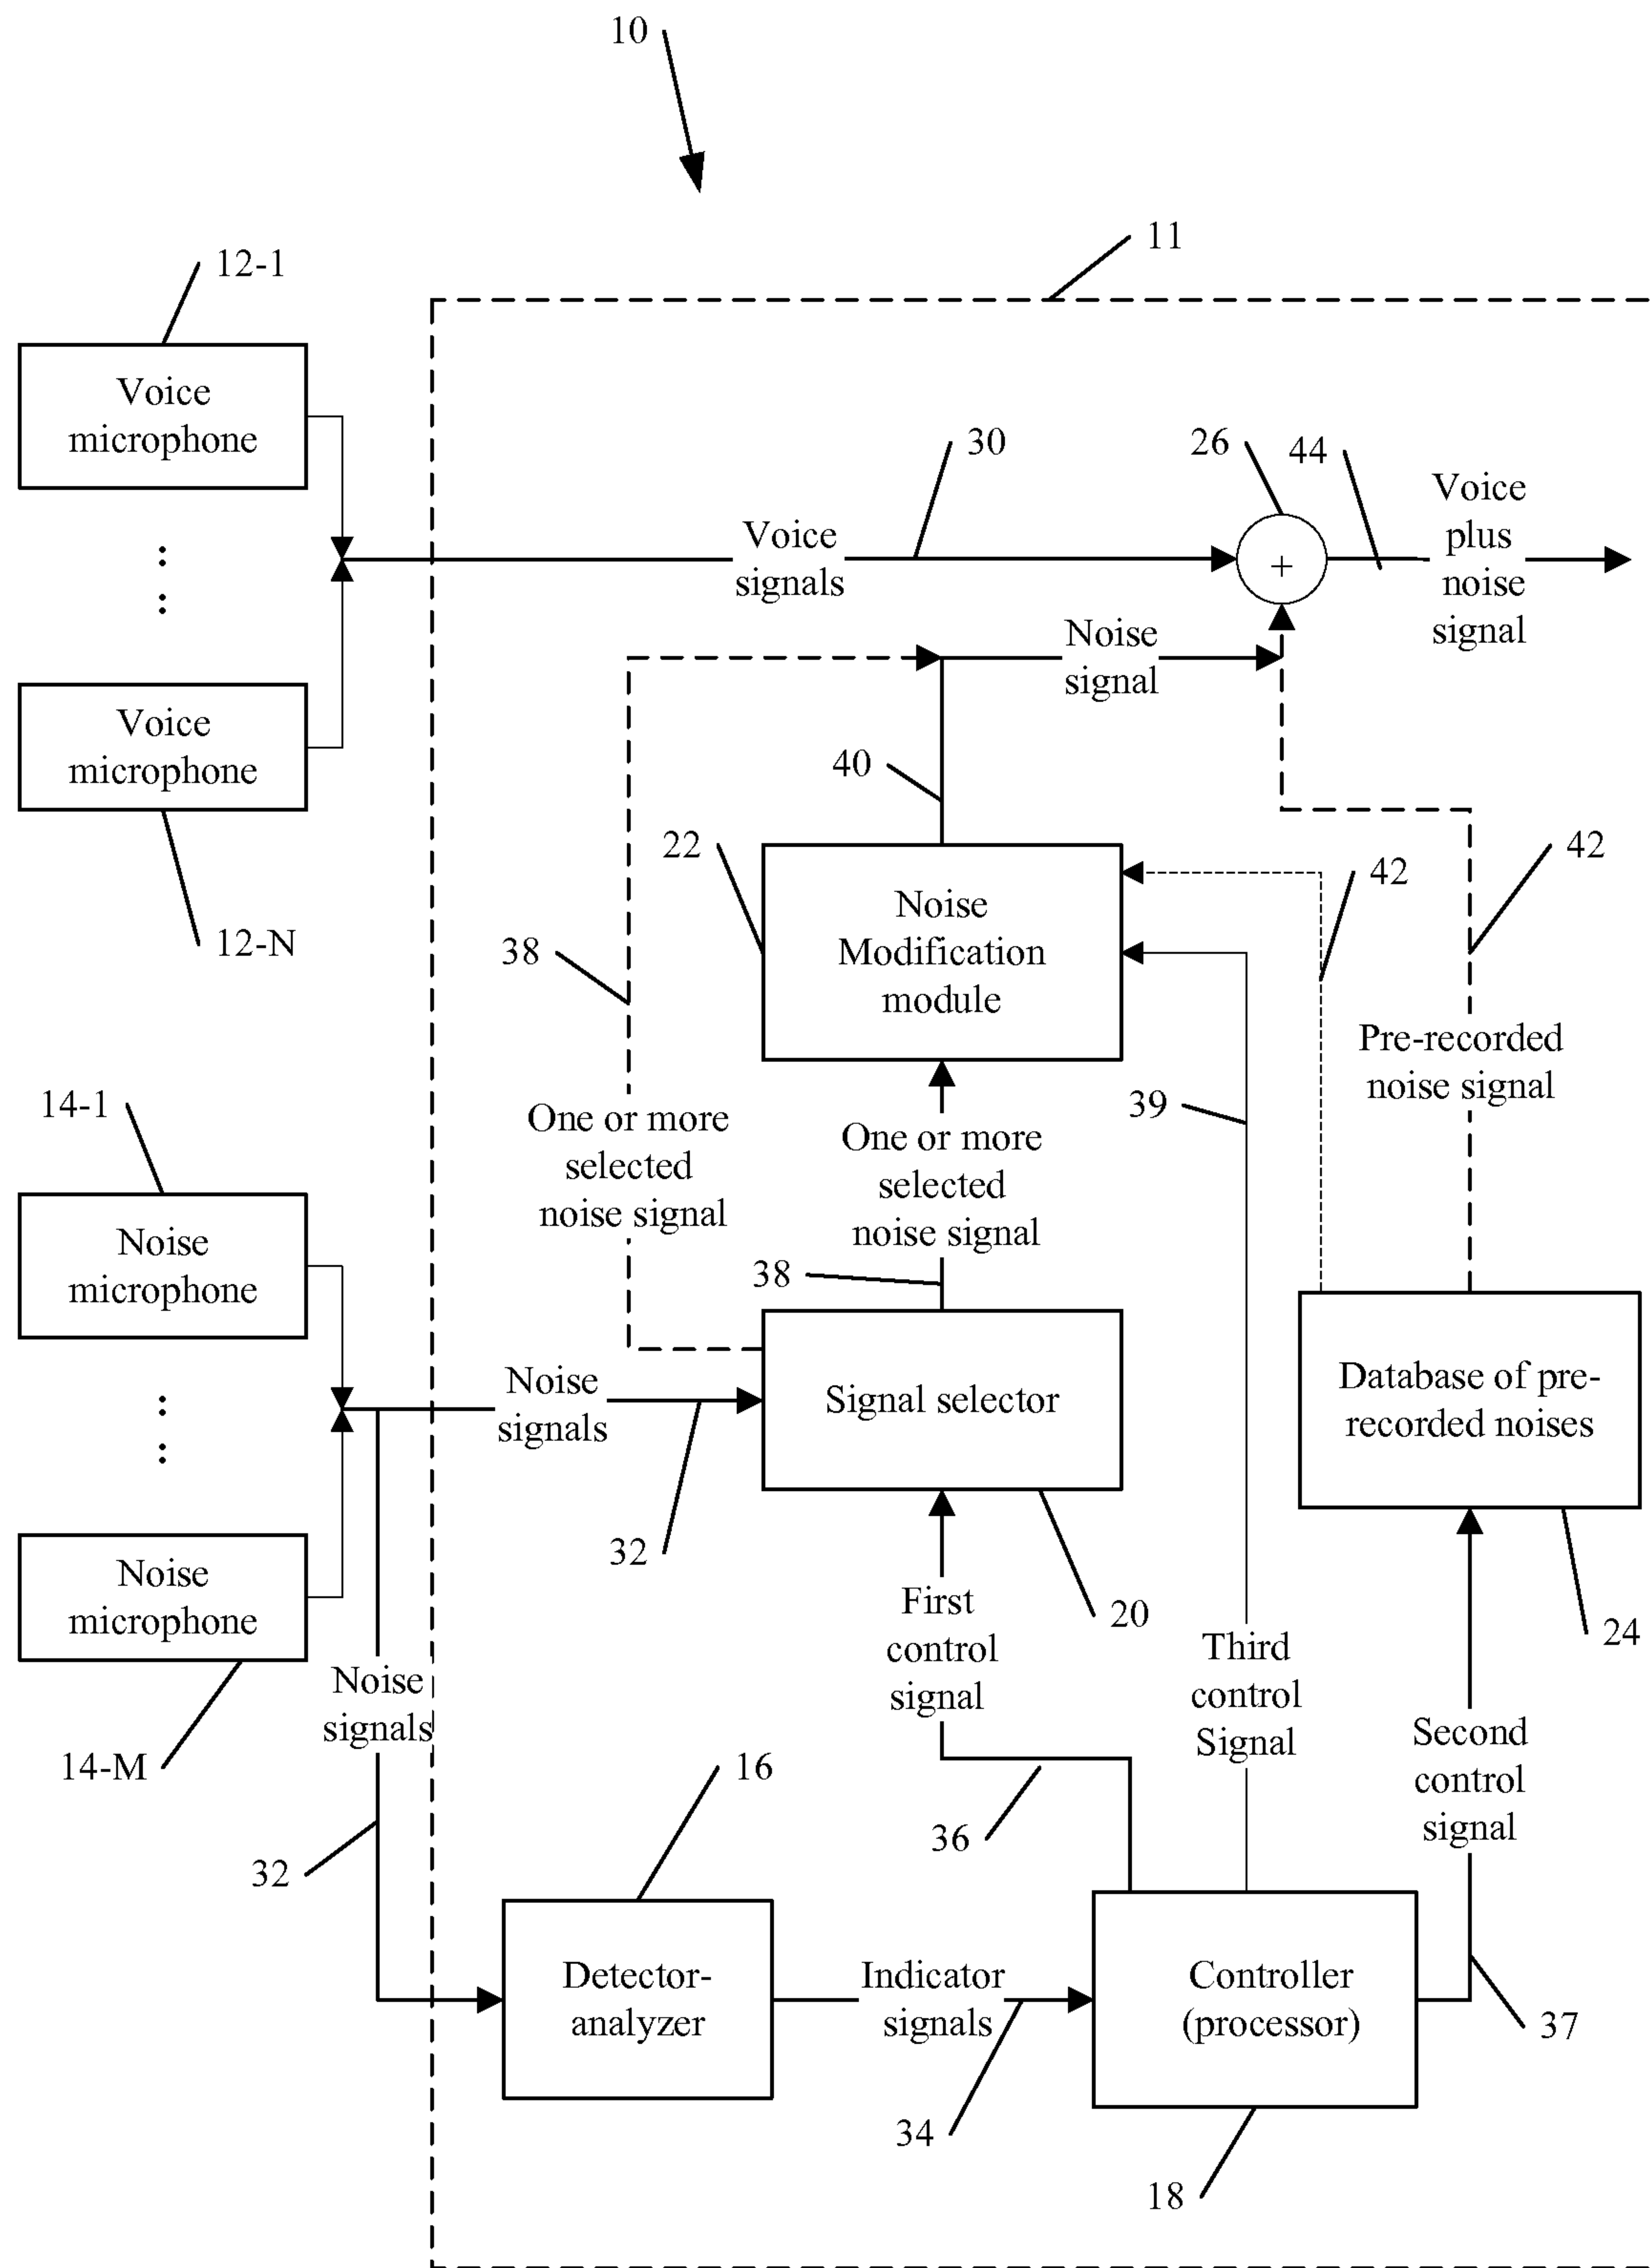 10
11
12-1
Voice
microphone
30
26
44
Voice
plus
noise
signal
Voice
signals
+
Noise
signal
Voice
microphone
12-N
40
22
42
42
Noise
Modification
module
38
Pre-recorded
noise signal
14-1
39
One or more
selected
noise signal
One or more
selected
noise signal
Noise
microphone
38
Noise
signals
Signal selector
Database of pre-
recorded noises
32
Noise
microphone
First
control
signal
20
24
Third
control
Signal
Noise
signals
14-M
Second
control
signal
16
36
32
Detector-
analyzer
Indicator
signals
Controller
(processor)
37
34
18